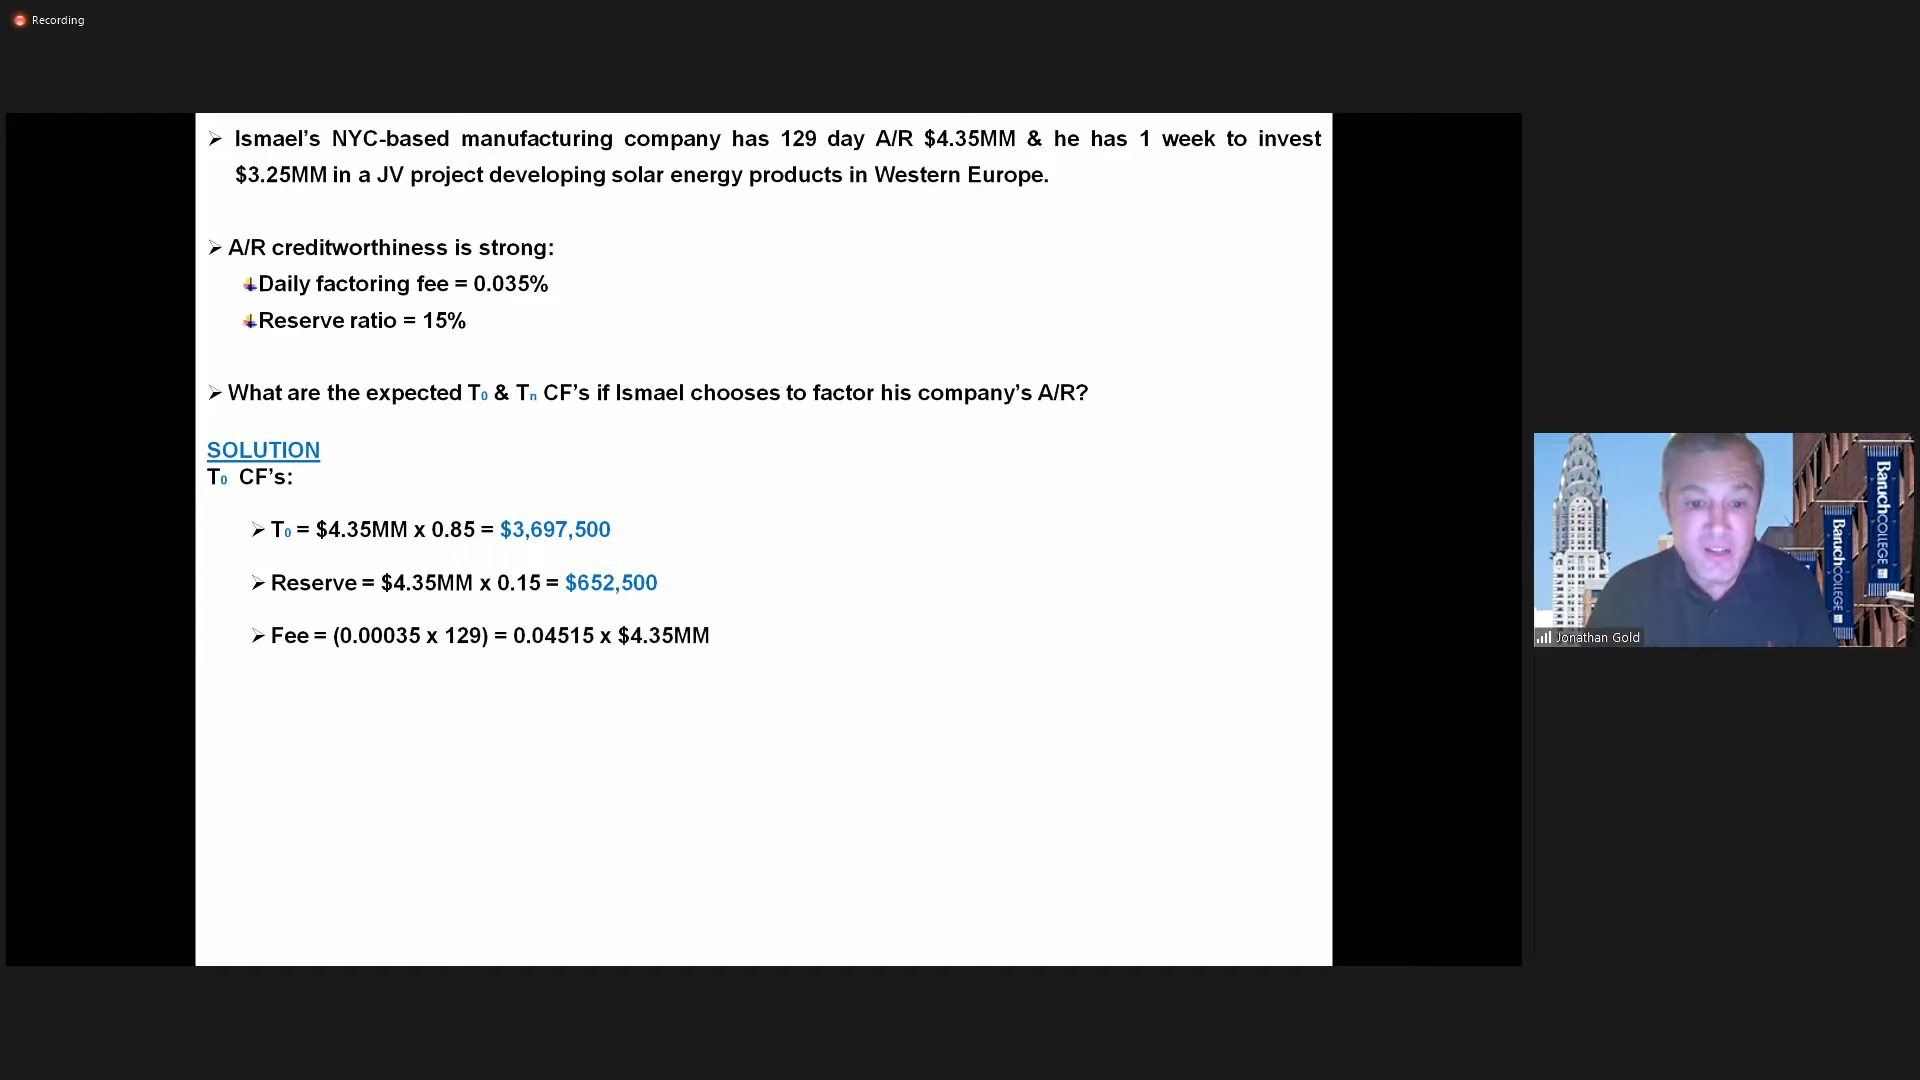 Recording
➢ Ismael’s NYC-based manufacturing company has 129 day A/R $4.35MM & he has 1 week to invest
$3.25MM in a JV project developing solar energy products in Western Europe.
➢ A/R creditworthiness is strong:
Daily factoring fee = 0.035%
Reserve ratio = 15%
➢ What are the expected T₀ & Tₙ CF’s if Ismael chooses to factor his company’s A/R?
SOLUTION
T₀ CF’s:
➢ T₀ = $4.35MM x 0.85 = $3,697,500
➢ Reserve = $4.35MM x 0.15 = $652,500
➢ Fee = (0.00035 x 129) = 0.04515 x $4.35MM
Baruch COLLEGE
Baruch COLLEGE
Jonathan Gold